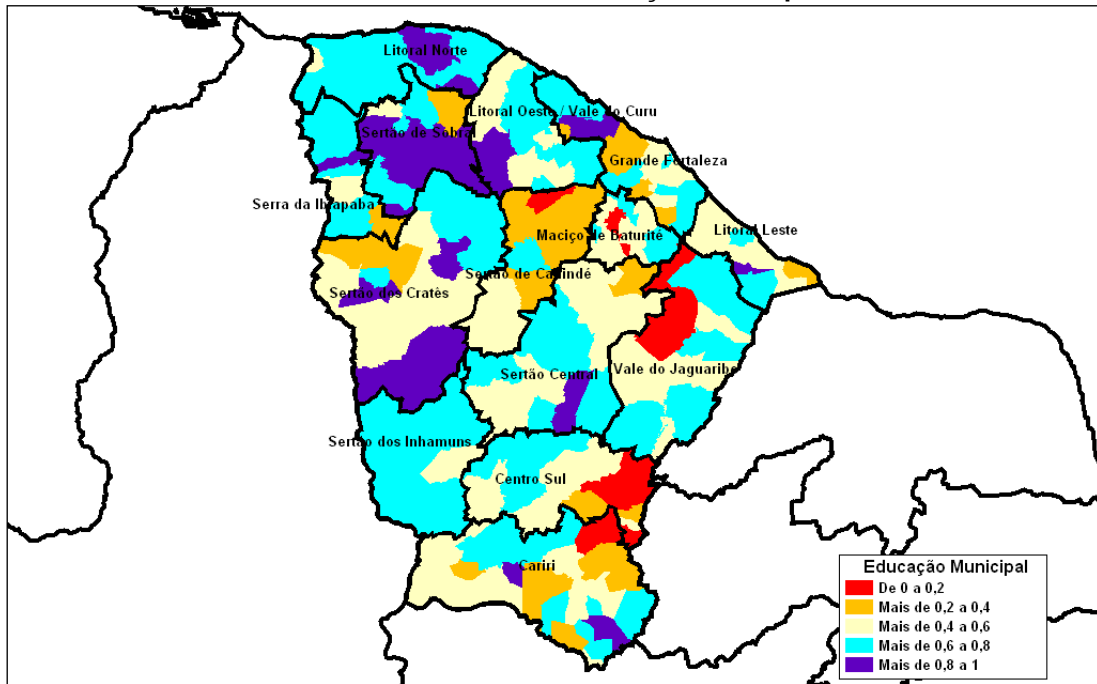 Litoral Norte
Litoral Oeste / Vale do Curu
Sertão de Sobral
Grande Fortaleza
Serra da Ibiapaba
Litoral Leste
Maciço de Baturité
Sertão de Canindé
Sertão dos Cratês
Vale do Jaguaribe
Sertão Central
Sertão dos Inhamuns
Centro Sul
Cariri
Educação Municipal
De 0 a 0,2
Mais de 0,2 a 0,4
Mais de 0,4 a 0,6
Mais de 0,6 a 0,8
Mais de 0,8 a 1